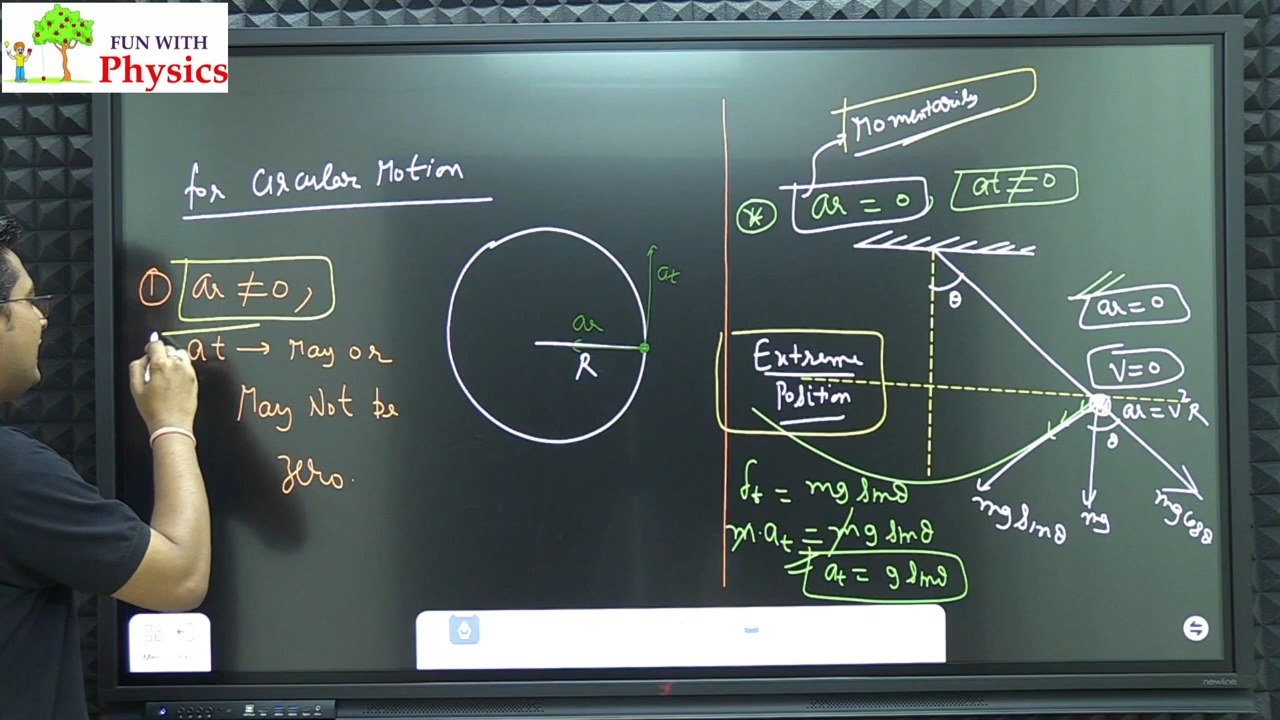 FUN WITH
Physics
for Circular Motion
① ar ≠ 0,
at → May or
May Not be
zero.
at
ar
R
Momentarily
* ar = 0, at ≠ 0
θ
ar = 0
V = 0
ar = v²R
θ
Extreme
Position
mg sinθ
mg
mg cosθ
ft = mg sinθ
m.at = mg sinθ
at = g sinθ
newline